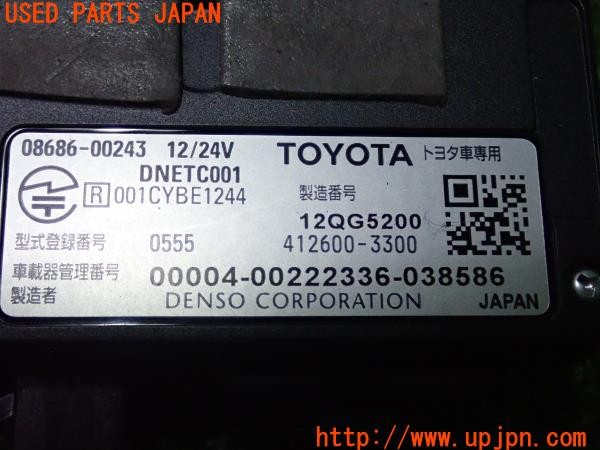 USED PARTS JAPAN
08686-00243 12/24V TOYOTA トヨタ車専用
DNETC001
R 001CYBE1244 製造番号
12QG5200
型式登録番号 0555 412600-3300
車載器管理番号 00004-00222336-038586
製造者 DENSO CORPORATION JAPAN
http://www.upjpn.com